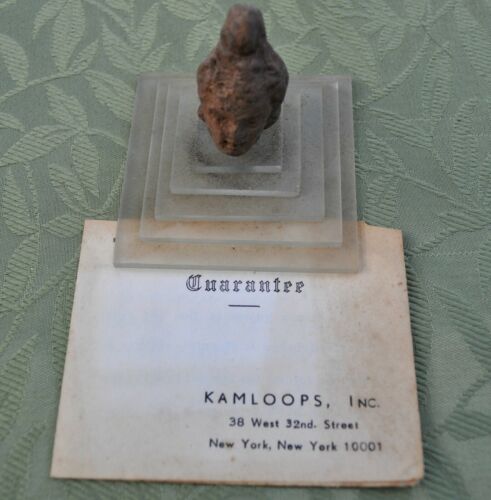 Guarantee
KAMLOOPS, INC.
38 West 32nd. Street
New York, New York 10001